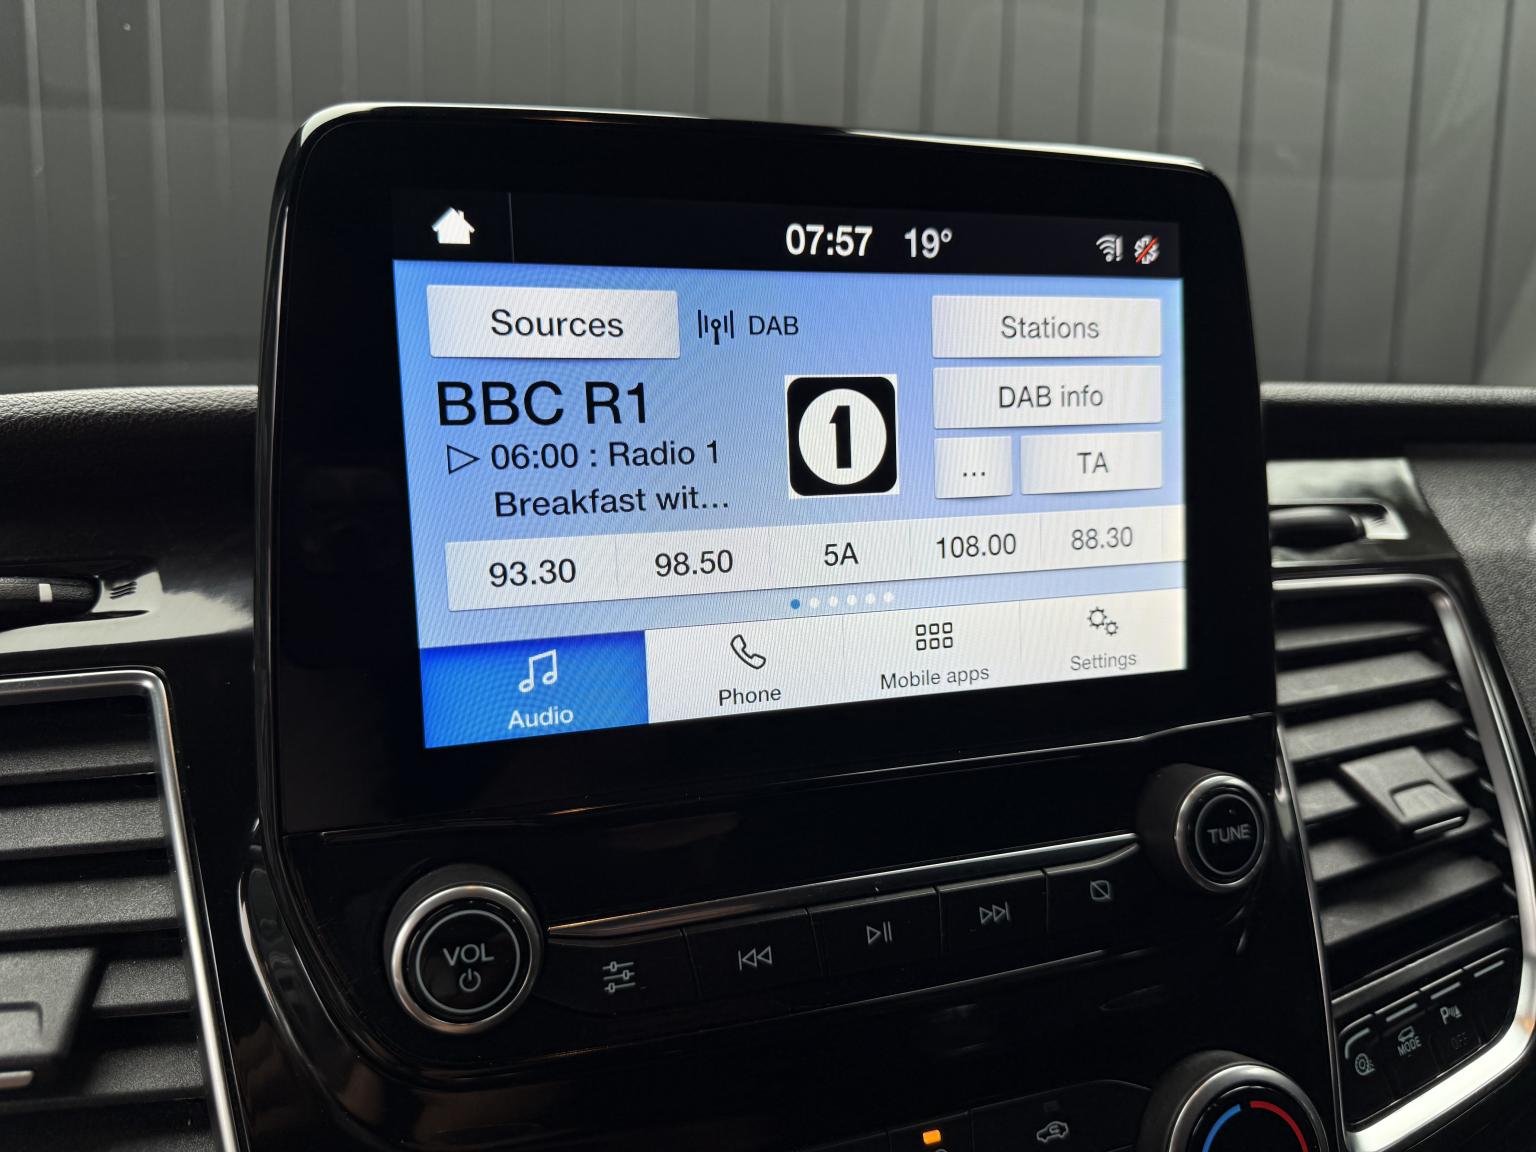 07:57 19°
Sources DAB Stations
BBC R1
1
DAB info
06:00 : Radio 1
Breakfast wit...
... TA
93.30 98.50 5A 108.00 88.30
Audio Phone Mobile apps Settings
TUNE
VOL
MODE
P
OFF